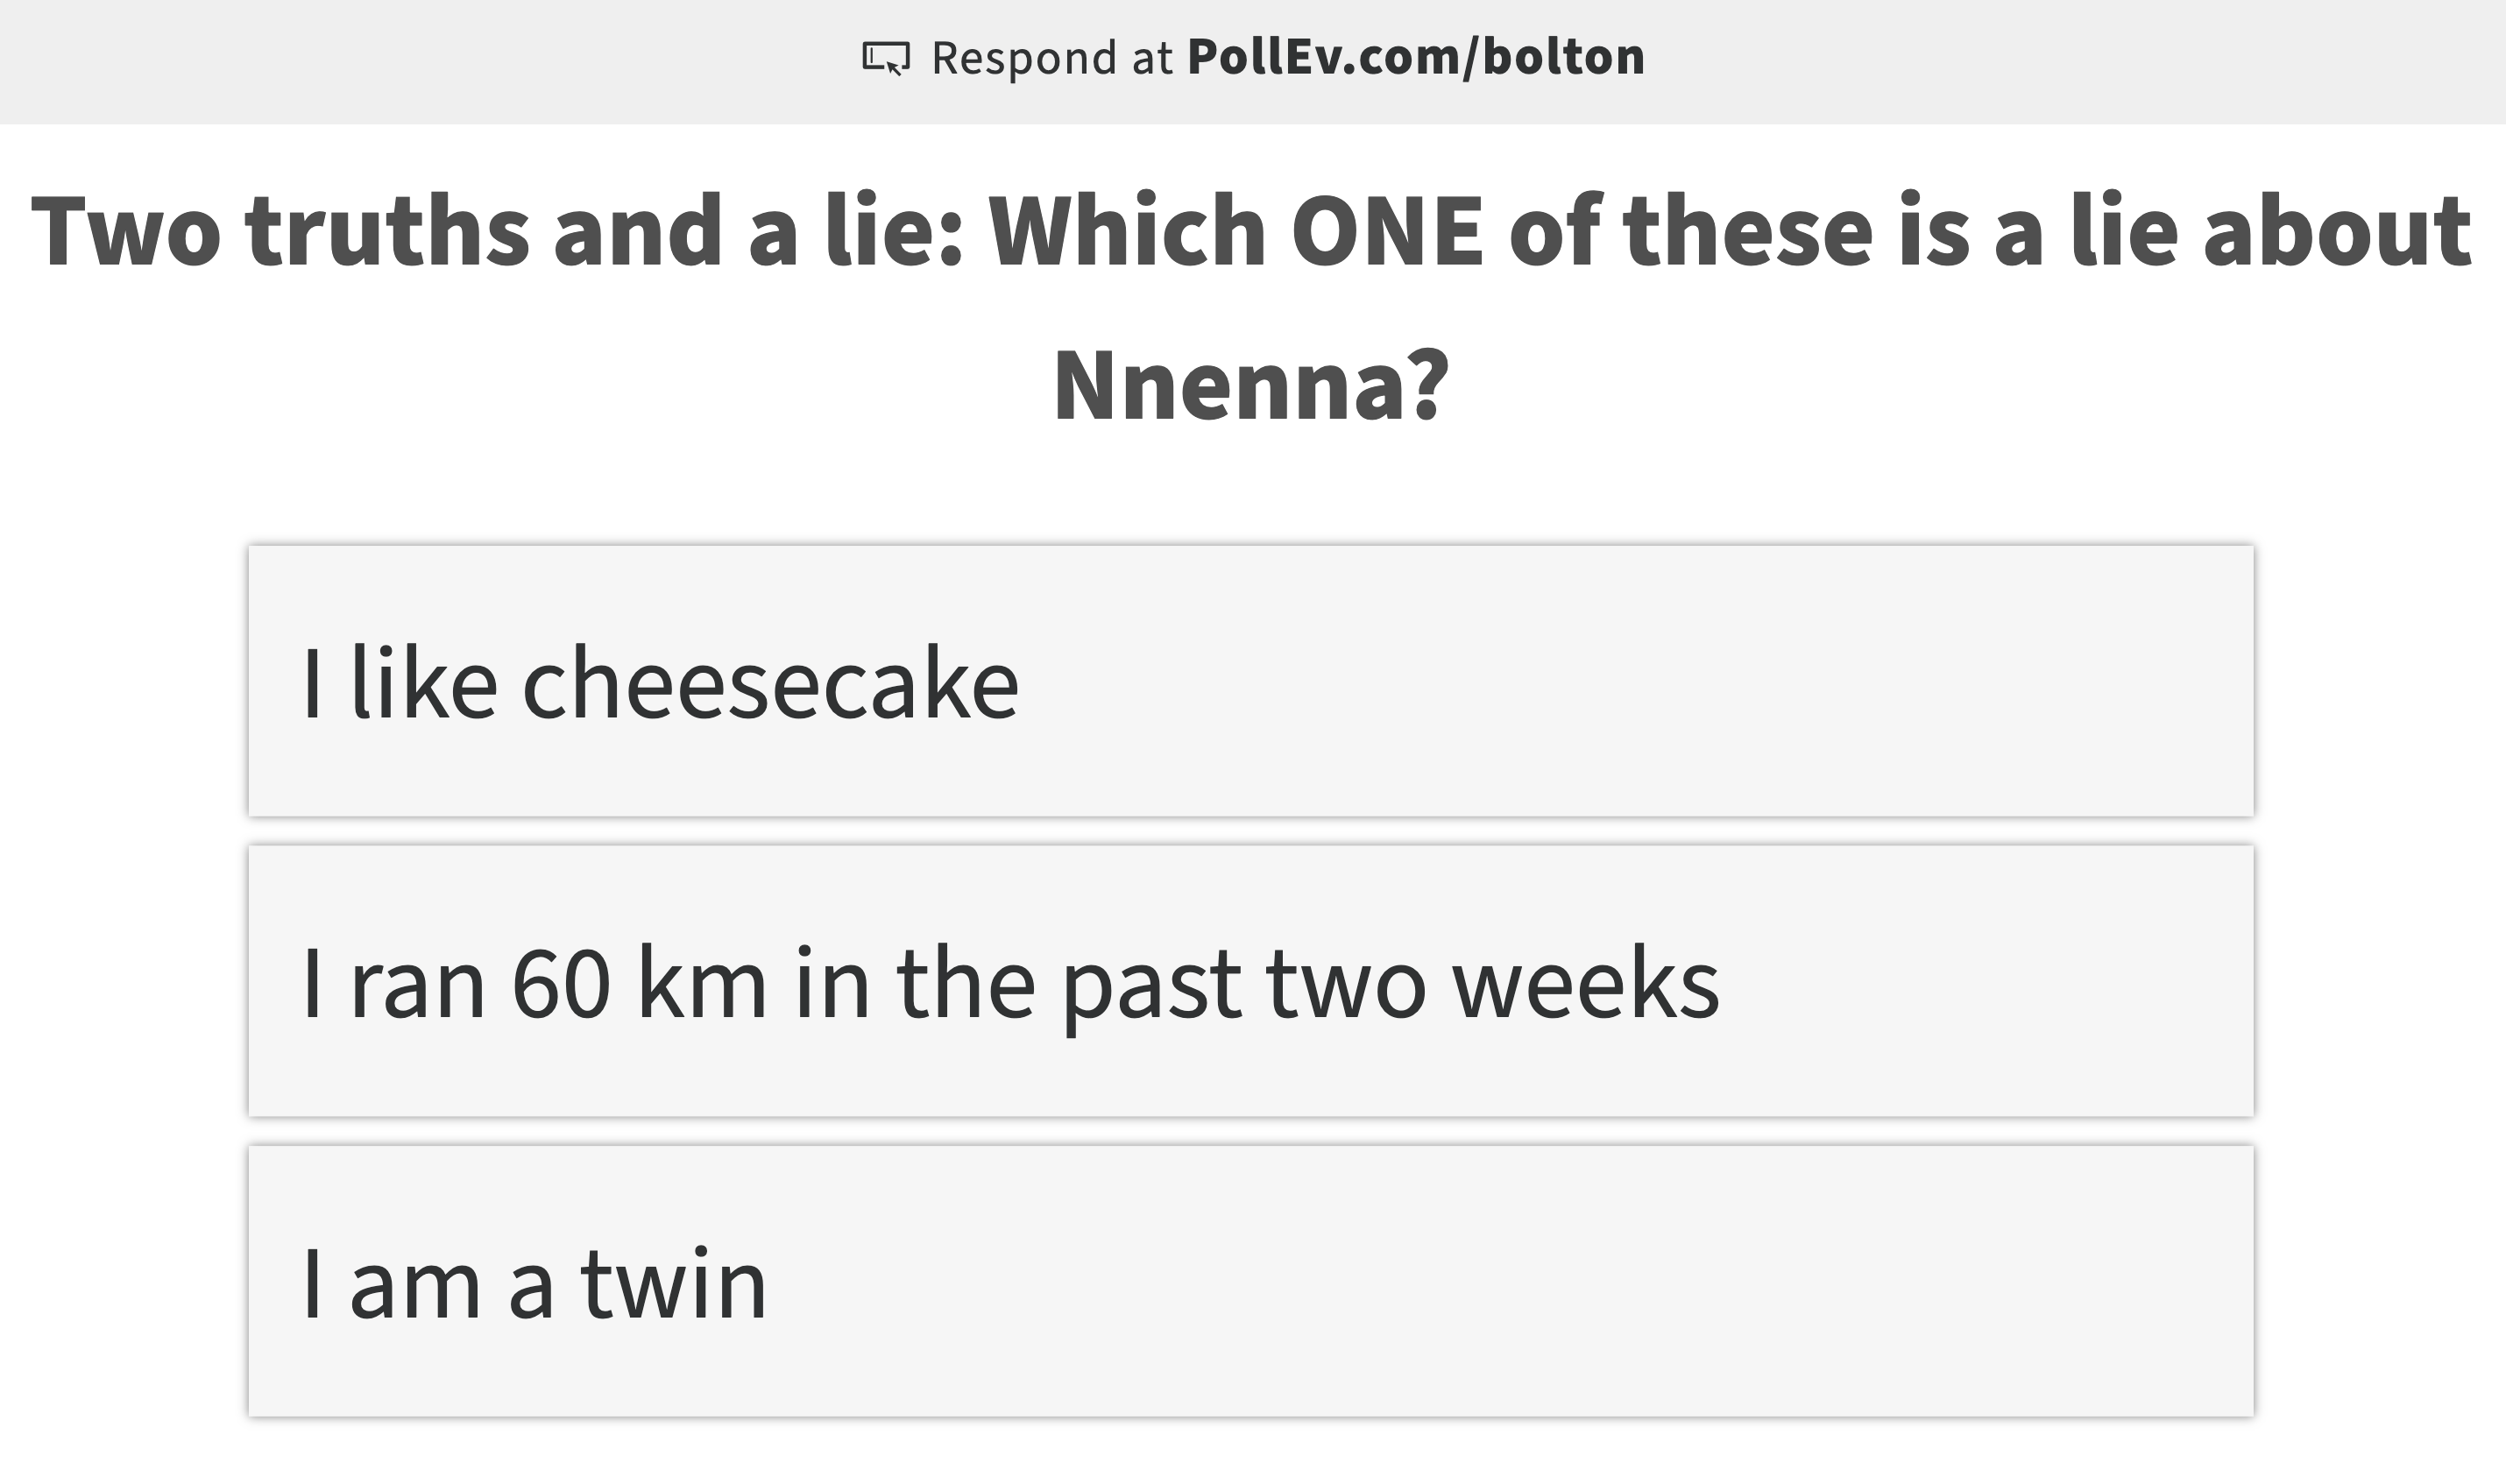 Respond at PollEv.com/bolton
Two truths and a lie: Which ONE of these is a lie about
Nnenna?
I like cheesecake
I ran 60 km in the past two weeks
I am a twin